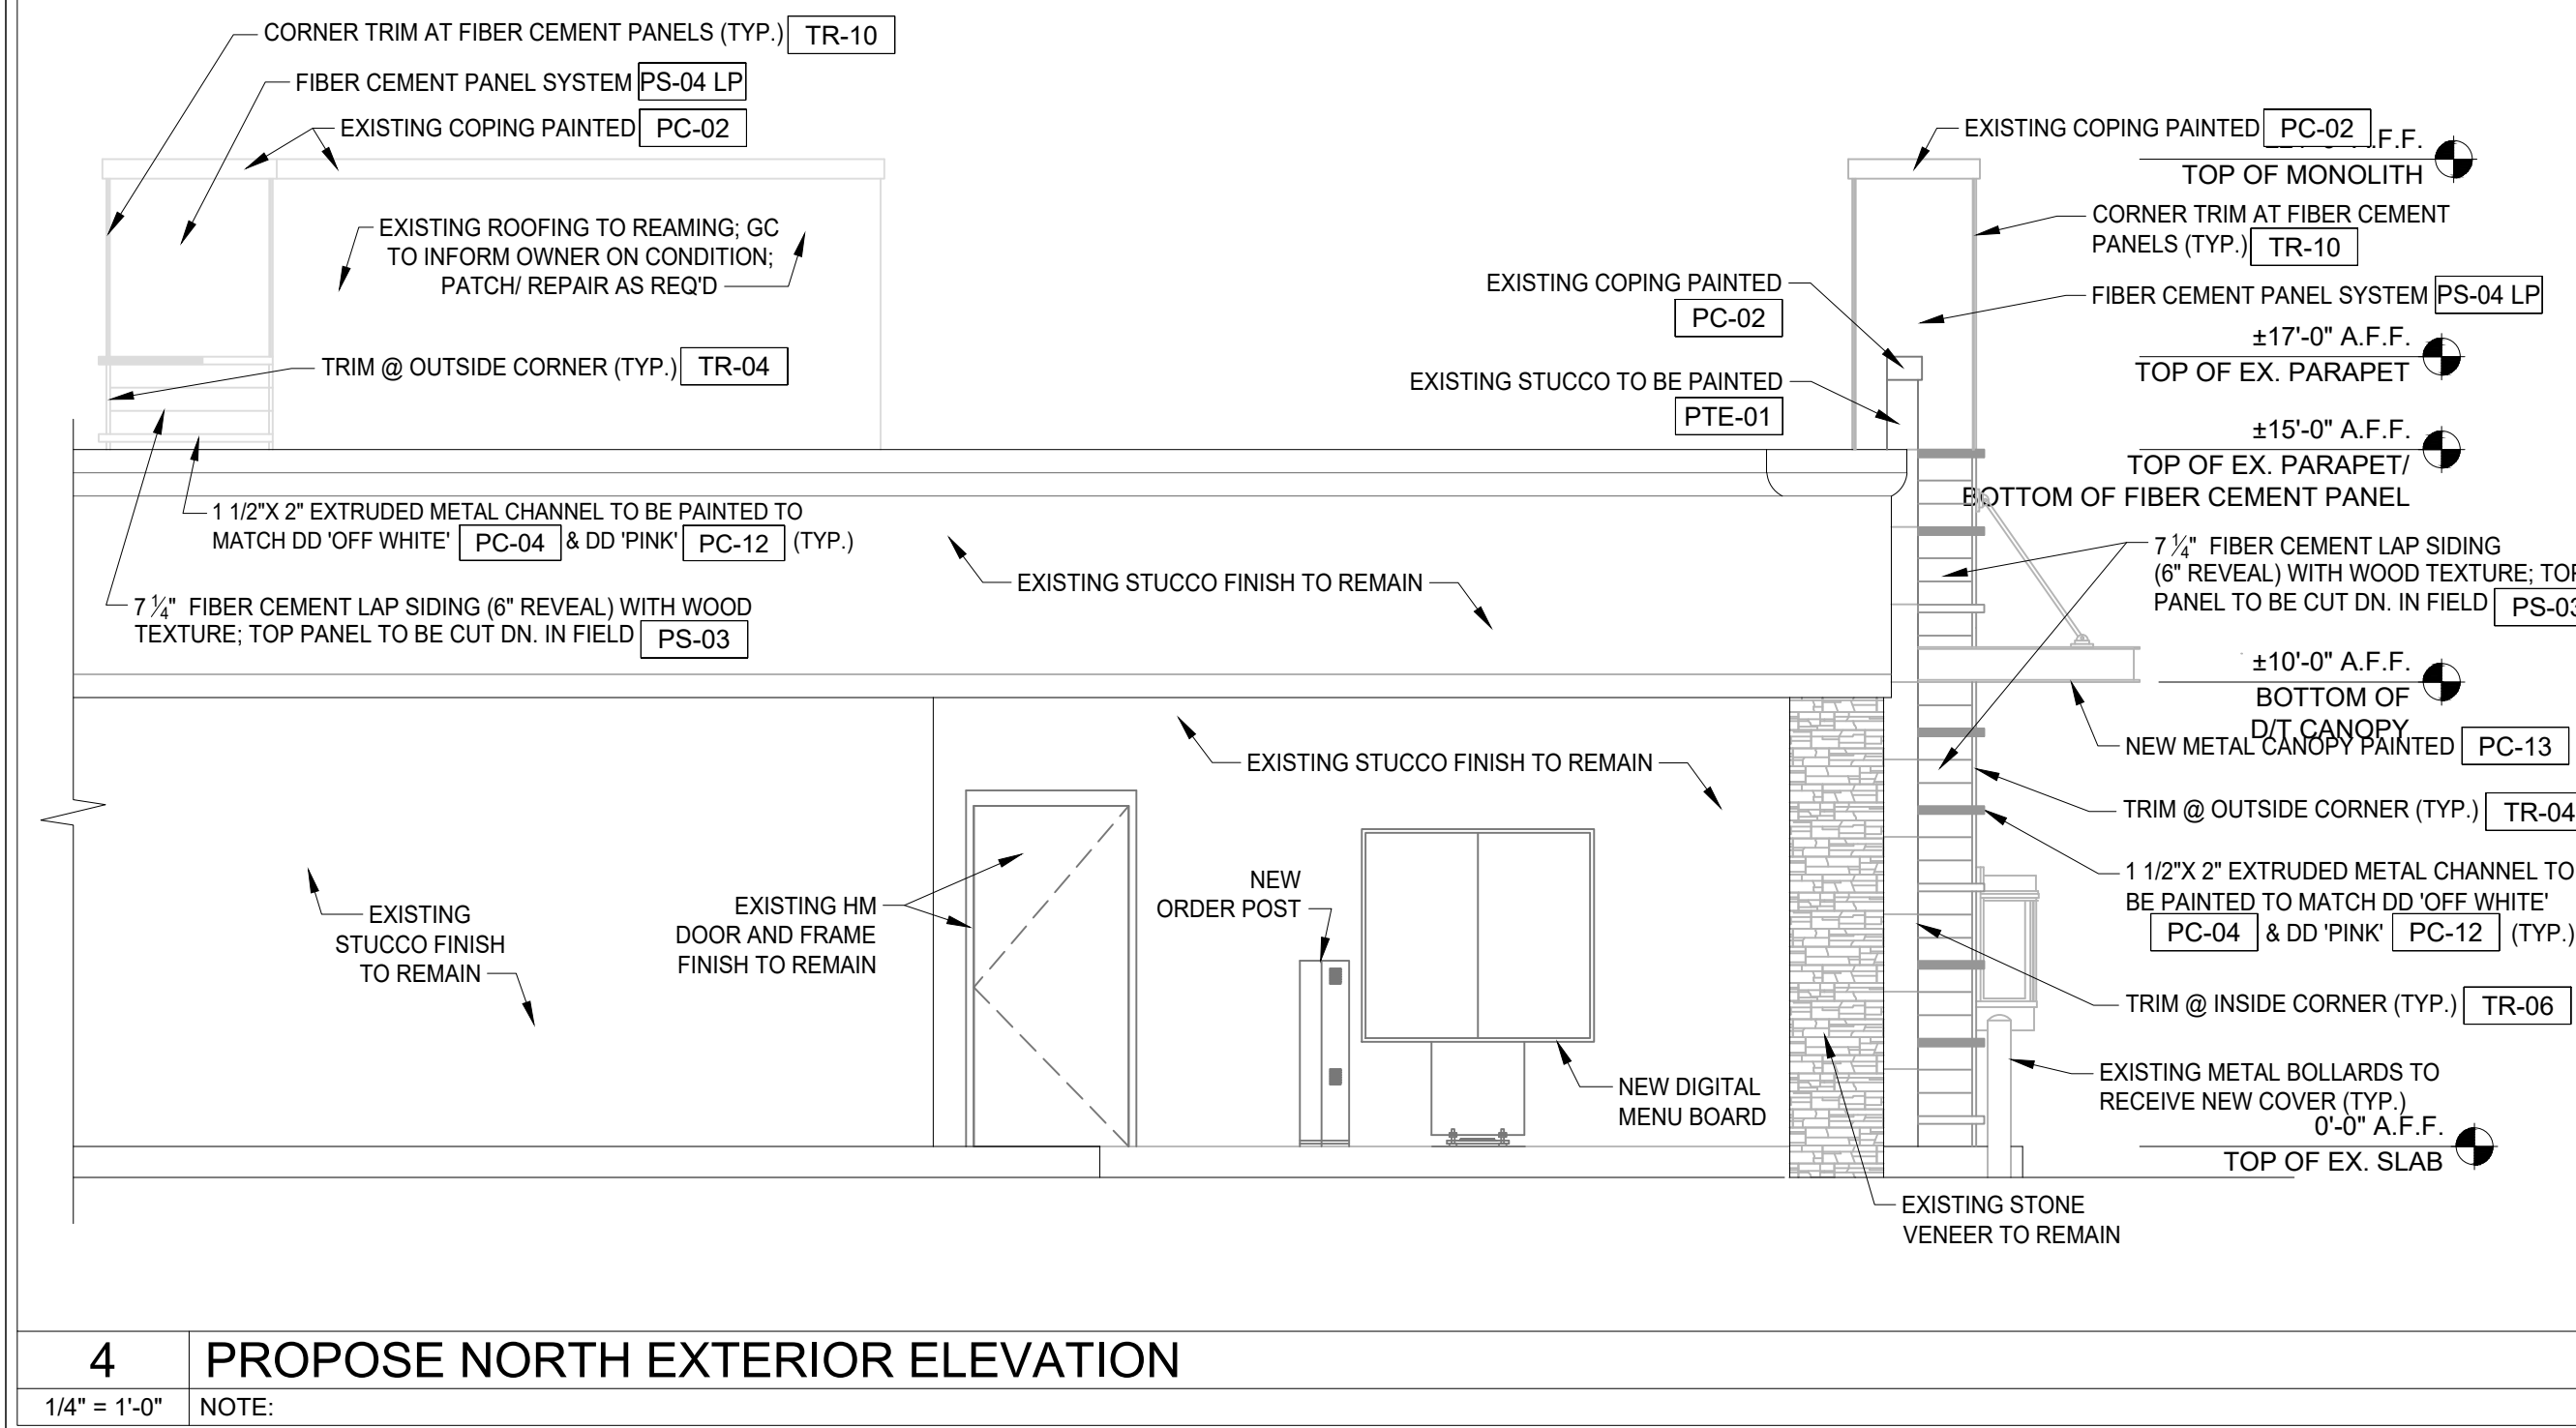 CORNER TRIM AT FIBER CEMENT PANELS (TYP.) TR-10
FIBER CEMENT PANEL SYSTEM PS-04 LP
EXISTING COPING PAINTED PC-02
EXISTING ROOFING TO REAMING; GC
TO INFORM OWNER ON CONDITION;
PATCH/ REPAIR AS REQ'D
TRIM @ OUTSIDE CORNER (TYP.) TR-04
1 1/2"X 2" EXTRUDED METAL CHANNEL TO BE PAINTED TO
MATCH DD 'OFF WHITE' PC-04 & DD 'PINK' PC-12 (TYP.)
7 1/4" FIBER CEMENT LAP SIDING (6" REVEAL) WITH WOOD
TEXTURE; TOP PANEL TO BE CUT DN. IN FIELD PS-03
EXISTING STUCCO FINISH TO REMAIN
EXISTING STUCCO FINISH TO REMAIN
EXISTING
STUCCO FINISH
TO REMAIN
EXISTING HM
DOOR AND FRAME
FINISH TO REMAIN
NEW
ORDER POST
NEW DIGITAL
MENU BOARD
EXISTING COPING PAINTED
PC-02
EXISTING STUCCO TO BE PAINTED
PTE-01
EXISTING COPING PAINTED PC-02
F.F.
TOP OF MONOLITH
CORNER TRIM AT FIBER CEMENT
PANELS (TYP.) TR-10
FIBER CEMENT PANEL SYSTEM PS-04 LP
±17'-0" A.F.F.
TOP OF EX. PARAPET
±15'-0" A.F.F.
TOP OF EX. PARAPET/
BOTTOM OF FIBER CEMENT PANEL
7 1/4" FIBER CEMENT LAP SIDING
(6" REVEAL) WITH WOOD TEXTURE; TOP
PANEL TO BE CUT DN. IN FIELD PS-03
±10'-0" A.F.F.
BOTTOM OF
D/T CANOPY
NEW METAL CANOPY PAINTED PC-13
TRIM @ OUTSIDE CORNER (TYP.) TR-04
1 1/2"X 2" EXTRUDED METAL CHANNEL TO
BE PAINTED TO MATCH DD 'OFF WHITE'
PC-04 & DD 'PINK' PC-12 (TYP.)
TRIM @ INSIDE CORNER (TYP.) TR-06
EXISTING METAL BOLLARDS TO
RECEIVE NEW COVER (TYP.)
0'-0" A.F.F.
TOP OF EX. SLAB
EXISTING STONE
VENEER TO REMAIN
4 PROPOSE NORTH EXTERIOR ELEVATION
1/4" = 1'-0" NOTE: